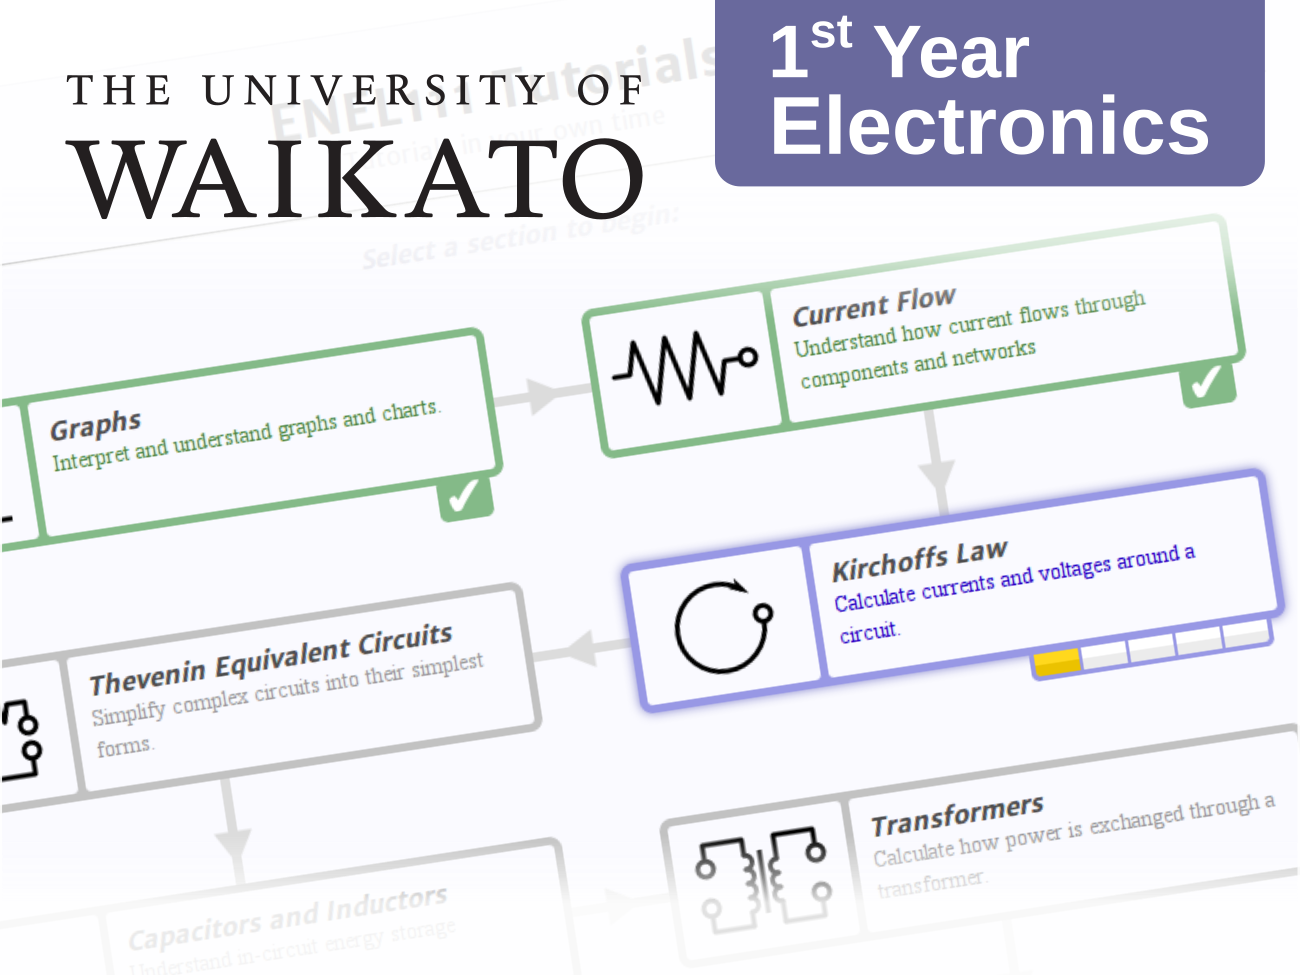 THE UNIVERSITY OF
WAIKATO
1st Year
Electronics
ENEL111 Tutorials
tutorials in your own time
Select a section to begin:
Graphs
Interpret and understand graphs and charts.
Current Flow
Understand how current flows through
components and networks
Kirchoffs Law
Calculate currents and voltages around a
circuit.
Thevenin Equivalent Circuits
Simplify complex circuits into their simplest
forms.
Transformers
Calculate how power is exchanged through a
transformer.
Capacitors and Inductors
Understand in-circuit energy storage